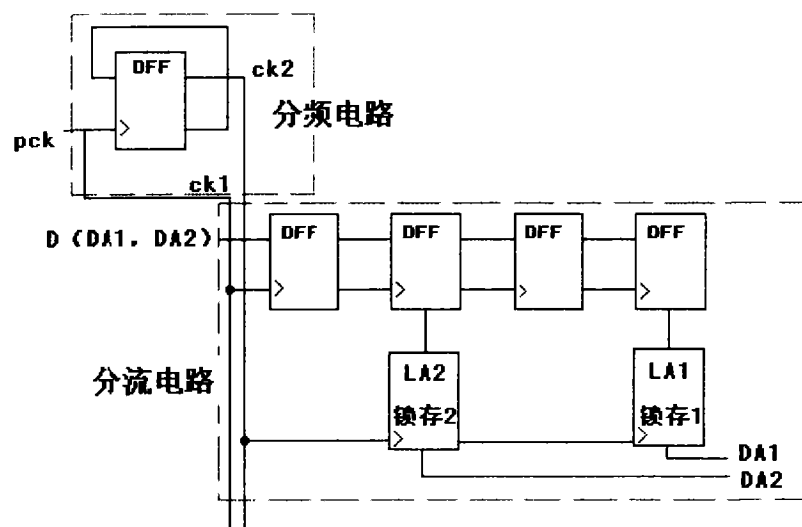 DFF
ck2
分频电路
pck
ck1
D（DA1，DA2）
DFF
DFF
DFF
DFF
分流电路
LA2
锁存2
LA1
锁存1
DA1
DA2